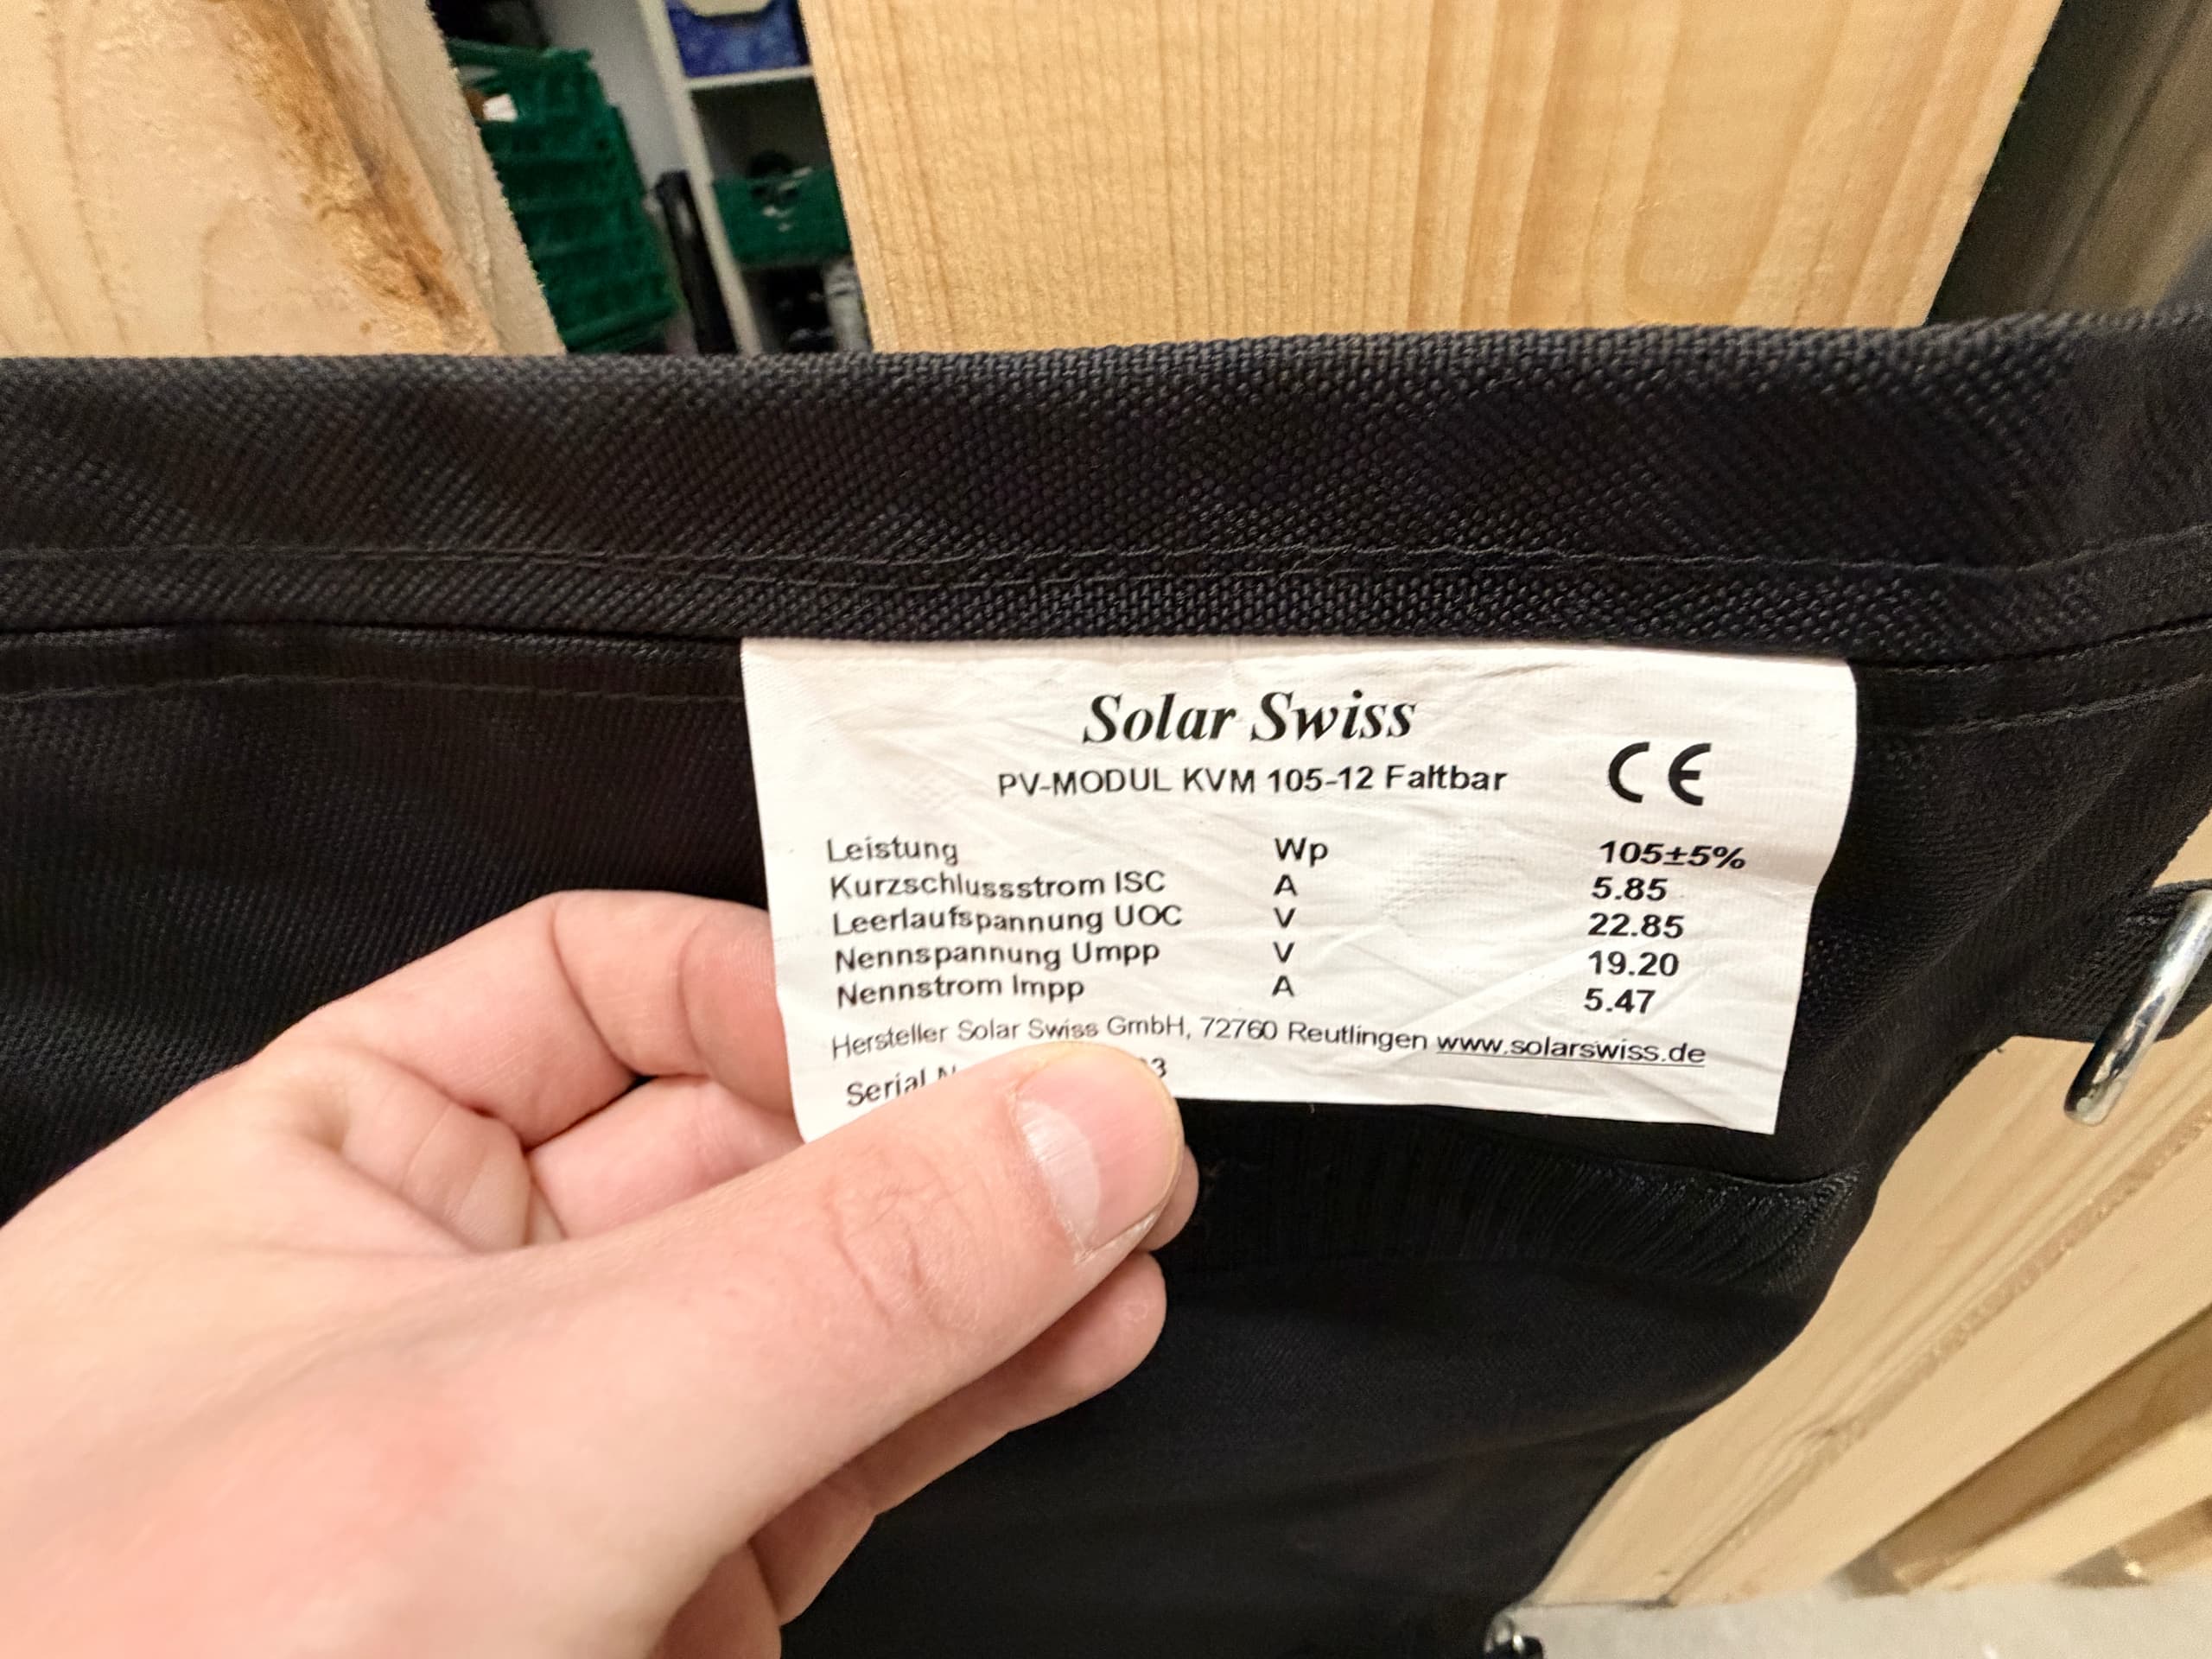 Solar Swiss
PV-MODUL KVM 105-12 Faltbar CE
Leistung Wp 105±5%
Kurzschlussstrom ISC A 5.85
Leerlaufspannung UOC V 22.85
Nennspannung Umpp V 19.20
Nennstrom Impp A 5.47
Hersteller Solar Swiss GmbH, 72760 Reutlingen www.solarswiss.de
Serial